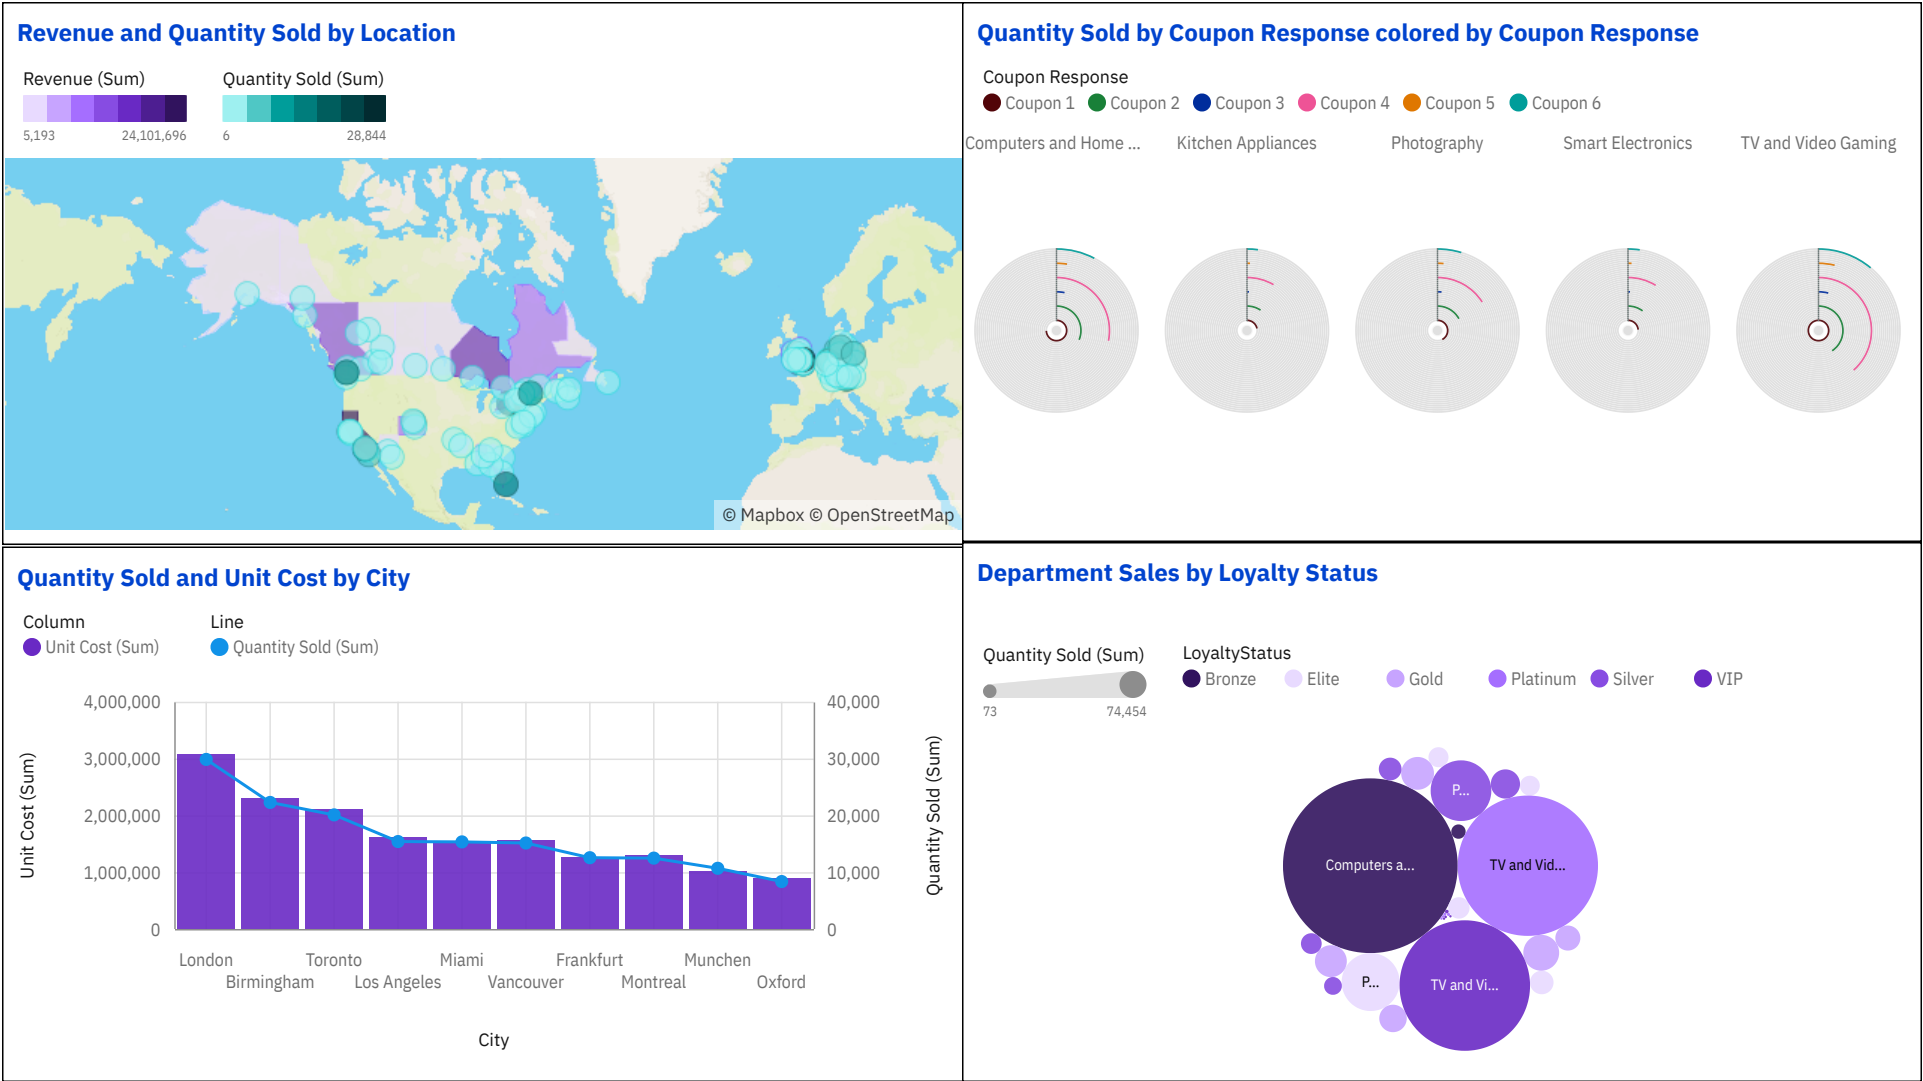 Revenue and Quantity Sold by Location
Revenue (Sum)
5,193 24,101,696
Quantity Sold (Sum)
6 28,844
© Mapbox © OpenStreetMap
Quantity Sold by Coupon Response colored by Coupon Response
Coupon Response
Coupon 1 Coupon 2 Coupon 3 Coupon 4 Coupon 5 Coupon 6
Computers and Home ... Kitchen Appliances Photography Smart Electronics TV and Video Gaming
Quantity Sold and Unit Cost by City
Column
Unit Cost (Sum)
Line
Quantity Sold (Sum)
Unit Cost (Sum)
4,000,000
3,000,000
2,000,000
1,000,000
0
40,000
30,000
20,000
10,000
0
Quantity Sold (Sum)
London Toronto Miami Frankfurt Munchen
Birmingham Los Angeles Vancouver Montreal Oxford
City
Department Sales by Loyalty Status
Quantity Sold (Sum)
73 74,454
LoyaltyStatus
Bronze Elite Gold Platinum Silver VIP
P...
Computers a...
TV and Vid...
P...
TV and Vi...